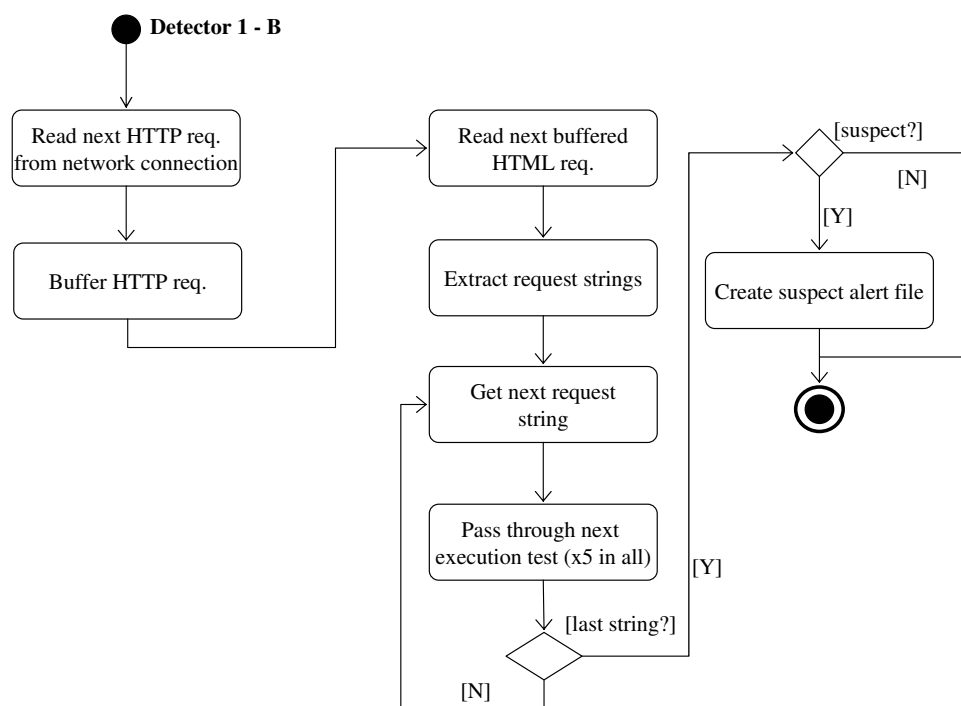 Detector 1 - B
Read next HTTP req.
from network connection
Buffer HTTP req.
Read next buffered
HTML req.
Extract request strings
Get next request
string
Pass through next
execution test (x5 in all)
[last string?]
[N]
[Y]
[suspect?]
[N]
[Y]
Create suspect alert file